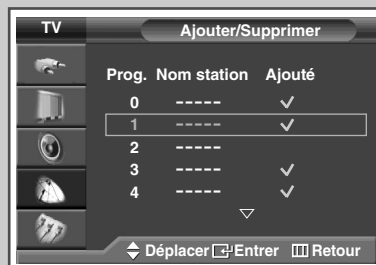 TV Ajouter/Supprimer
Prog. Nom station Ajouté
0 ----- ✓
1 ----- ✓
2 -----
3 ----- ✓
4 ----- ✓
Déplacer Entrer Retour